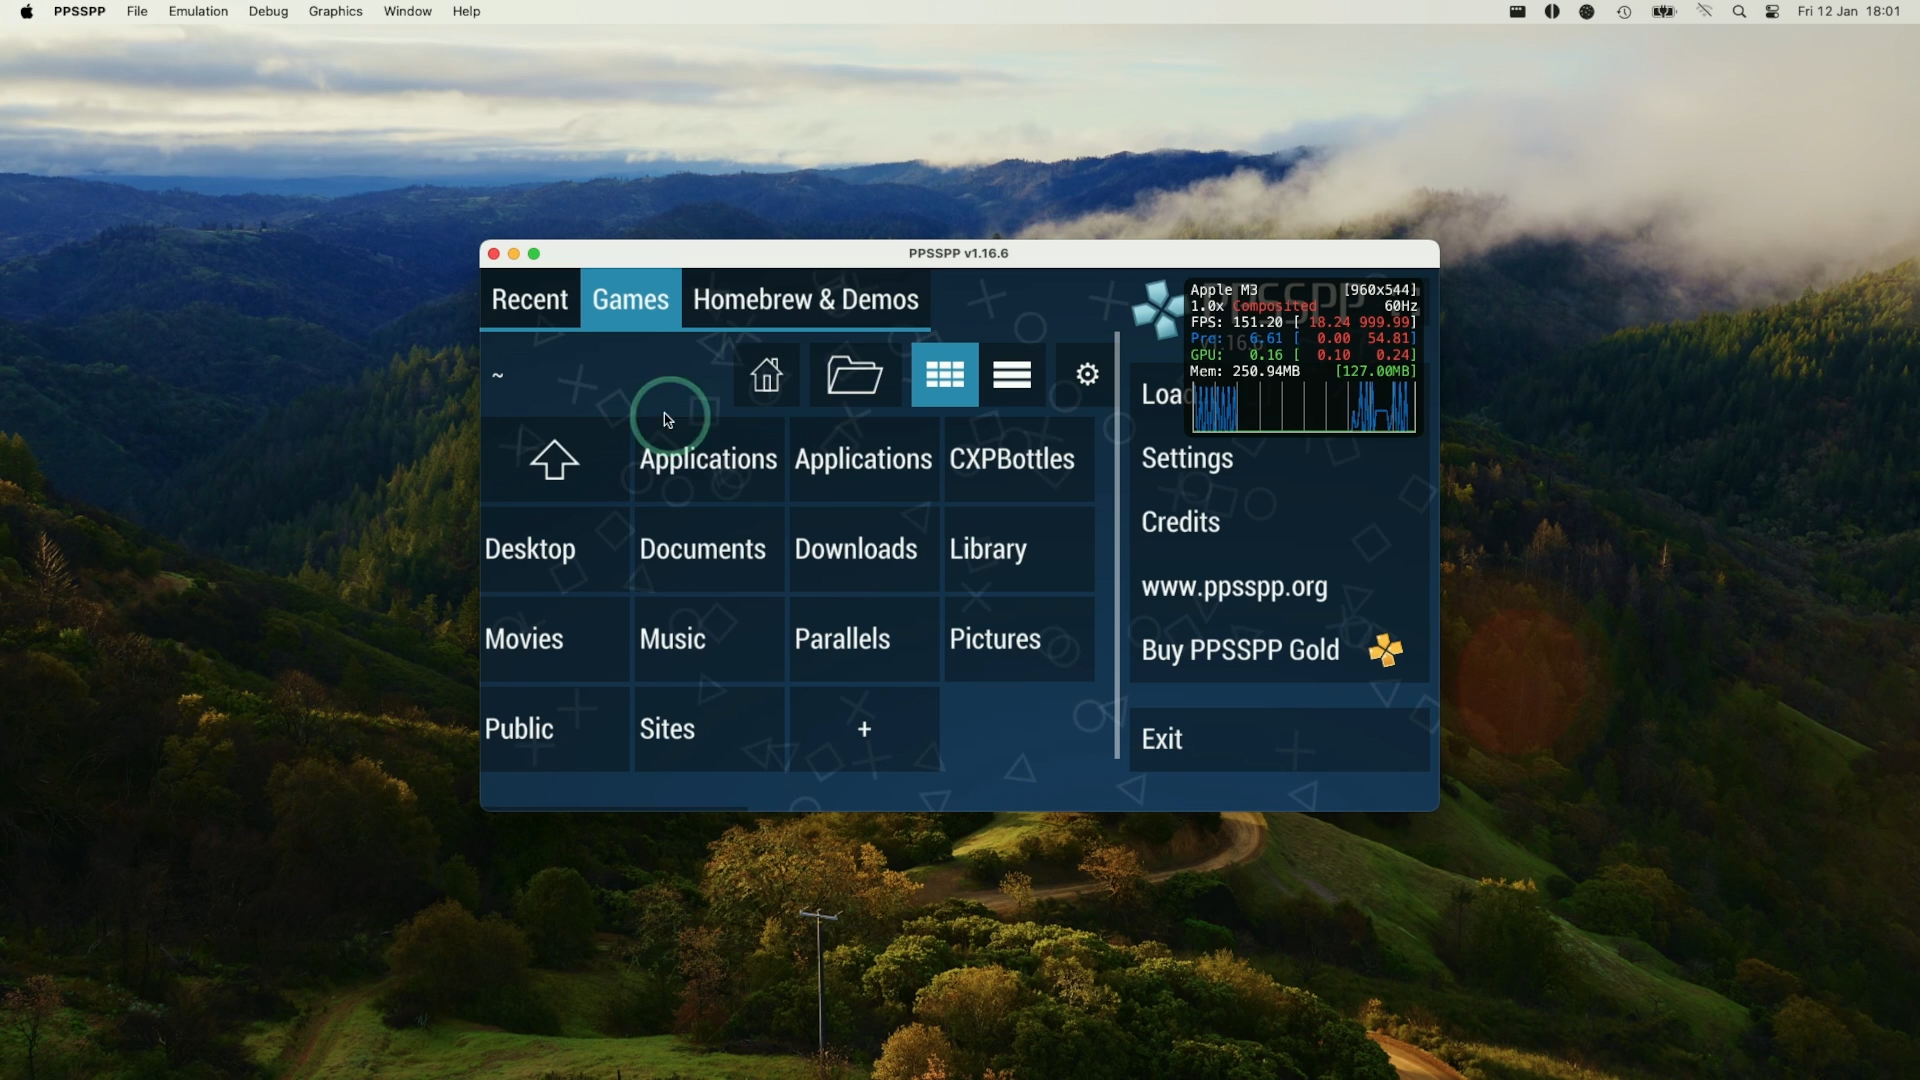 PPSSPP File Emulation Debug Graphics Window Help
Fri 12 Jan 18:01
PPSSPP v1.16.6
Recent Games Homebrew & Demos
~
Applications Applications CXPBottles
Desktop Documents Downloads Library
Movies Music Parallels Pictures
Public Sites +
Apple M3 [960x544]
1.0x Composited 60Hz
FPS: 151.20 [ 18.24 999.99]
6.61 [ 0.00 54.81]
GPU: 0.16 [ 0.10 0.24]
Mem: 250.94MB [127.00MB]
Settings
Credits
www.ppsspp.org
Buy PPSSPP Gold
Exit